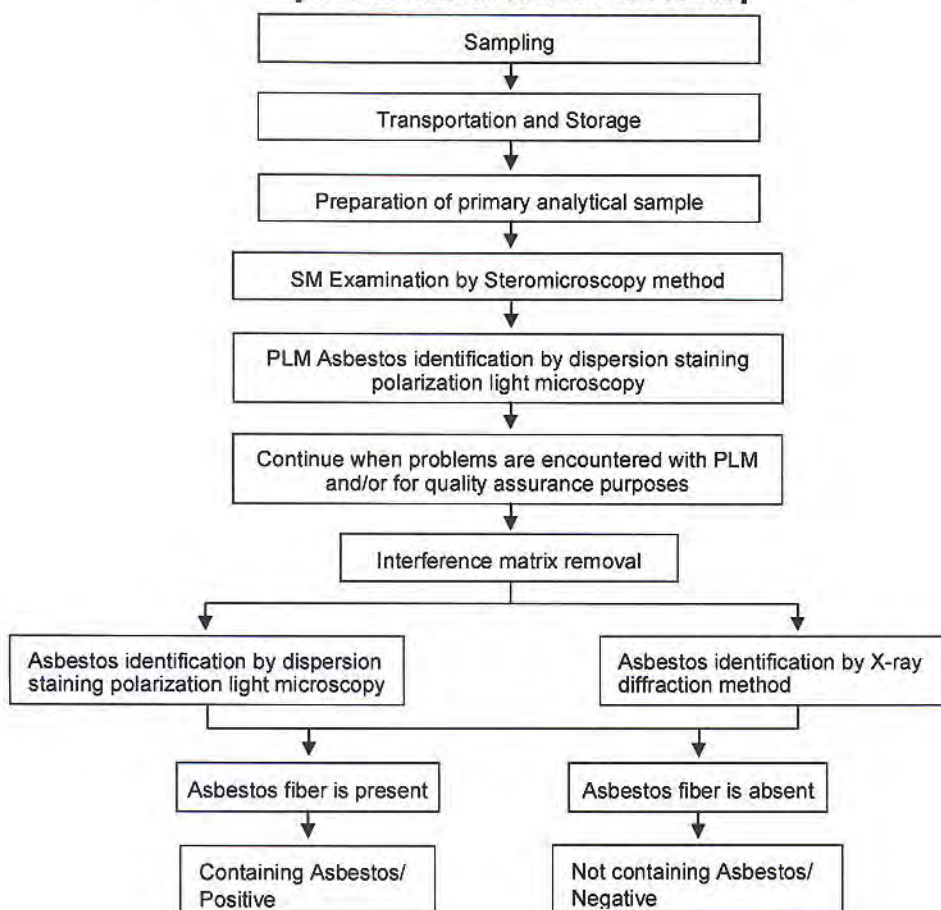 Sampling
Transportation and Storage
Preparation of primary analytical sample
SM Examination by Steromicroscopy method
PLM Asbestos identification by dispersion staining
polarization light microscopy
Continue when problems are encountered with PLM
and/or for quality assurance purposes
Interference matrix removal
Asbestos identification by dispersion
staining polarization light microscopy
Asbestos identification by X-ray
diffraction method
Asbestos fiber is present
Asbestos fiber is absent
Containing Asbestos/
Positive
Not containing Asbestos/
Negative